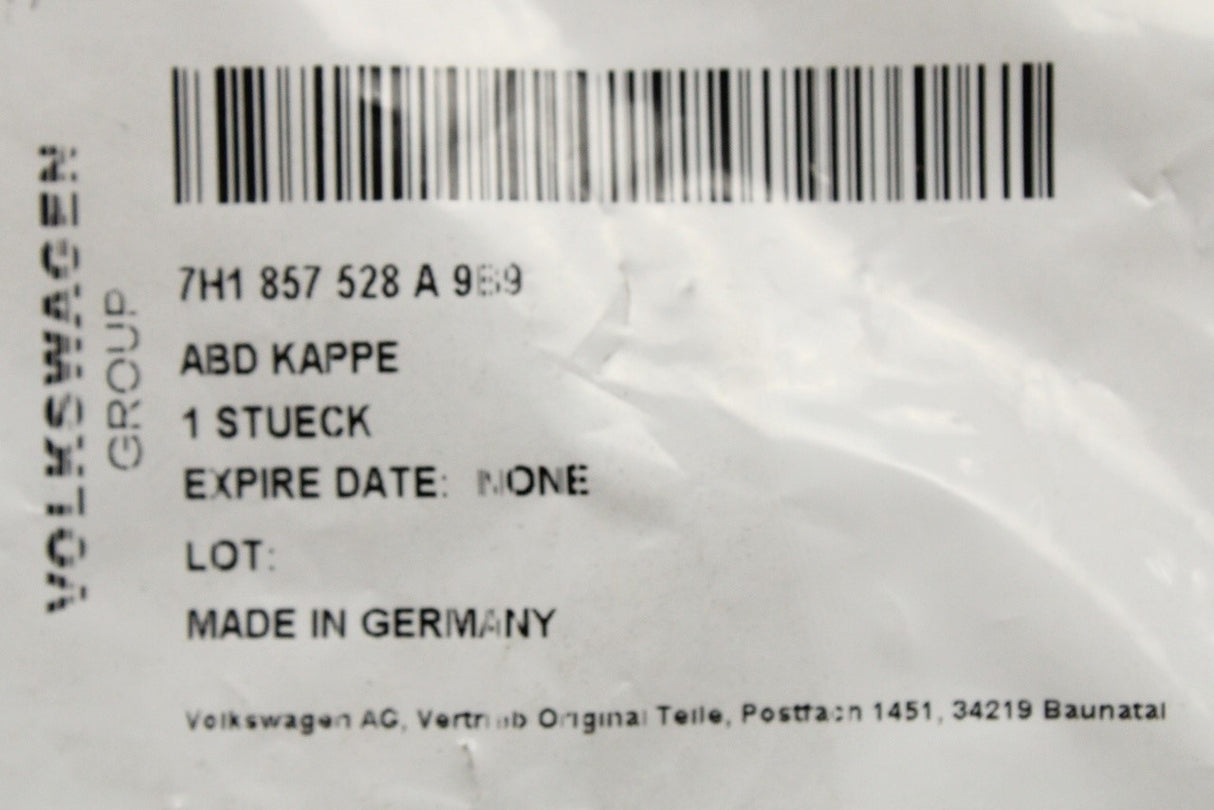 VOLKSWAGEN
GROUP
7H1 857 528 A 9B9
ABD KAPPE
1 STUECK
EXPIRE DATE: NONE
LOT:
MADE IN GERMANY
Volkswagen AG, Vertrieb Original Teile, Postfach 1451, 34219 Baunatal